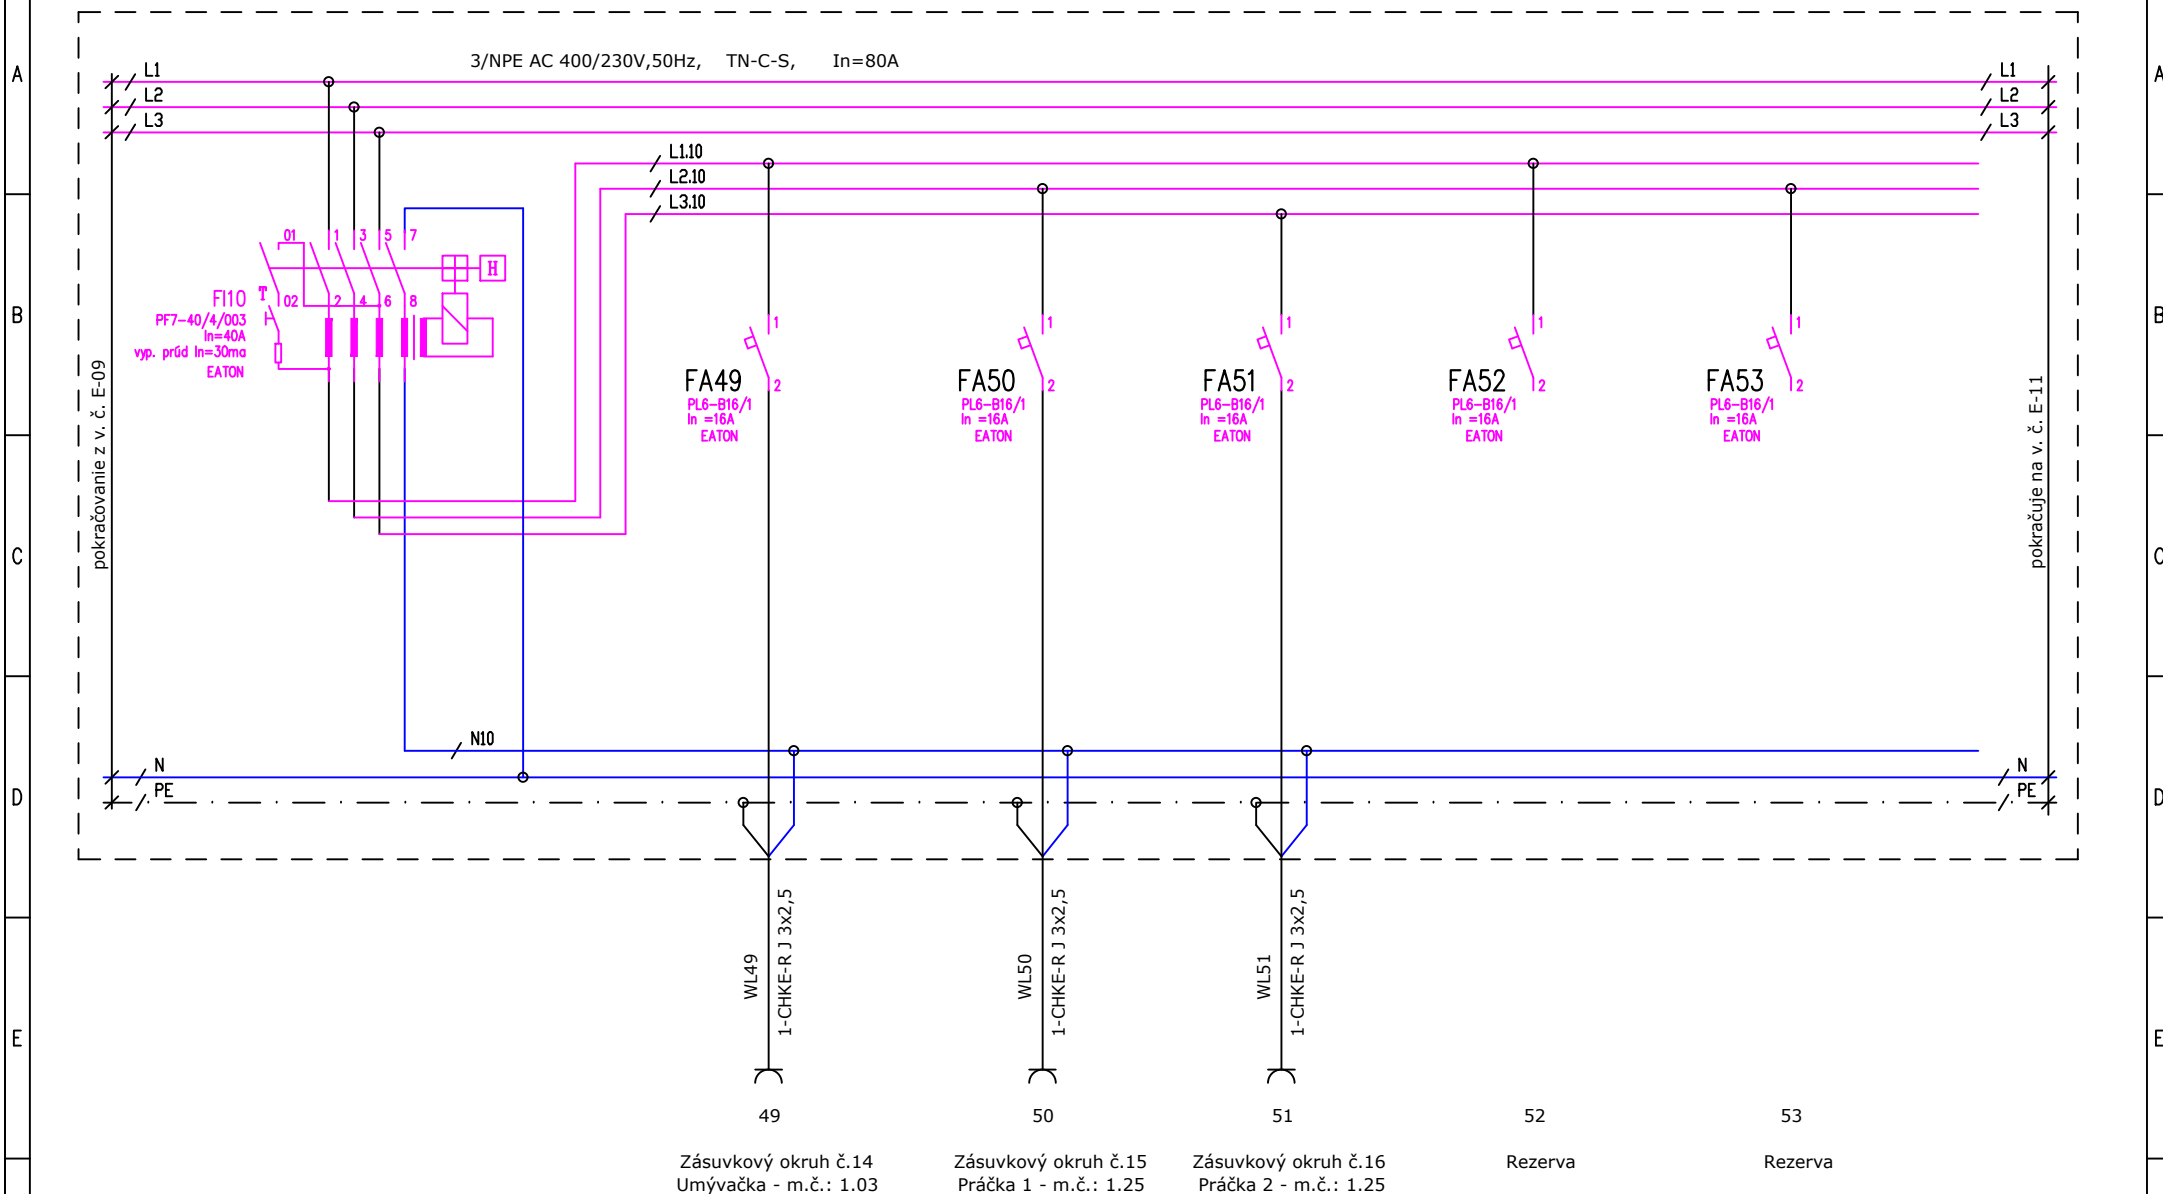 3/NPE AC 400/230V,50Hz, TN-C-S, In=80A
A
A
L1
L1
L2
L2
L3
L3
L1.10
L2.10
L3.10
01
1
3
5
7
H
T
02
2
4
6
8
FI10
PF7-40/4/003
In=40A
vyp. prúd In=30ma
EATON
B
B
1
1
1
1
1
2
2
2
2
2
FA49
PL6-B16/1
In =16A
EATON
FA50
PL6-B16/1
In =16A
EATON
FA51
PL6-B16/1
In =16A
EATON
FA52
PL6-B16/1
In =16A
EATON
FA53
PL6-B16/1
In =16A
EATON
pokračovanie z v. č. E-09
pokračuje na v. č. E-11
C
C
N10
N
N
PE
PE
D
D
WL49
1-CHKE-R J 3x2,5
WL50
1-CHKE-R J 3x2,5
WL51
1-CHKE-R J 3x2,5
E
E
49
50
51
52
53
Zásuvkový okruh č.14
Umývačka - m.č.: 1.03
Zásuvkový okruh č.15
Práčka 1 - m.č.: 1.25
Zásuvkový okruh č.16
Práčka 2 - m.č.: 1.25
Rezerva
Rezerva